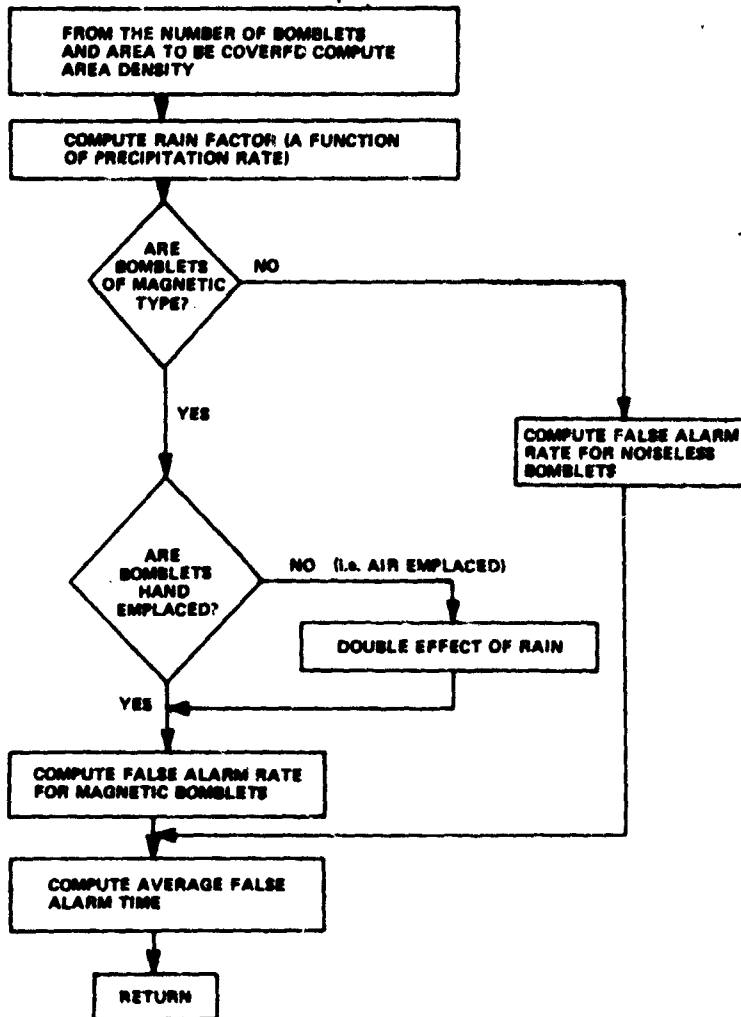 FROM THE NUMBER OF BOMBLETS
AND AREA TO BE COVERFD COMPUTE
AREA DENSITY
COMPUTE RAIN FACTOR (A FUNCTION
OF PRECIPITATION RATE)
ARE
BOMBLETS
OF MAGNETIC
TYPE?
NO
YES
COMPUTE FALSE ALARM
RATE FOR NOISELESS
BOMBLETS
ARE
BOMBLETS
HAND
EMPLACED?
NO (i.e. AIR EMPLACED)
DOUBLE EFFECT OF RAIN
YES
COMPUTE FALSE ALARM RATE
FOR MAGNETIC BOMBLETS
COMPUTE AVERAGE FALSE
ALARM TIME
RETURN